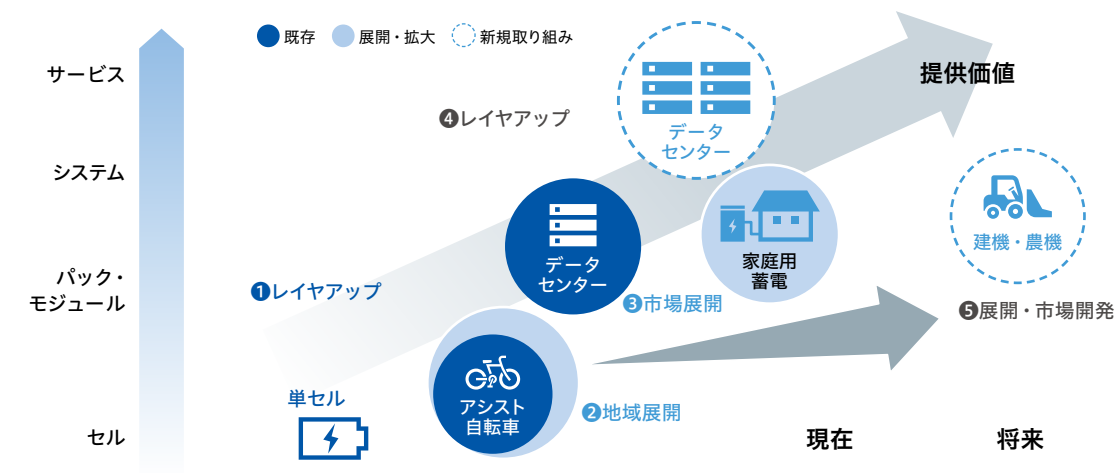 既存
展開・拡大
新規取り組み
サービス
システム
パック・
モジュール
セル
提供価値
❹レイヤアップ
データ
センター
データ
センター
家庭用
蓄電
建機・農機
❶レイヤアップ
❸市場展開
❺展開・市場開発
単セル
アシスト
自転車
❷地域展開
現在
将来